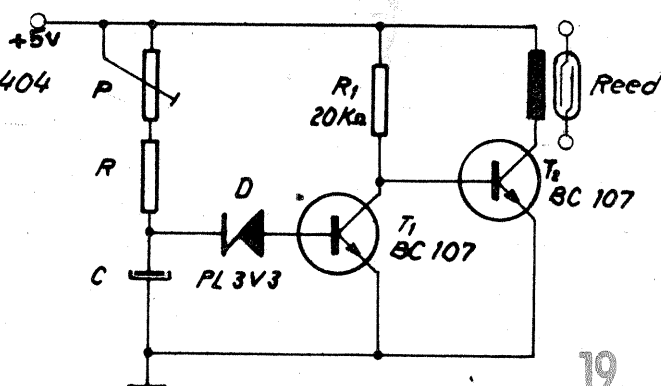 +5V
404
P
R1
20KΩ
Reed
R
D
T1
BC 107
T2
BC 107
C
PL 3V3
19